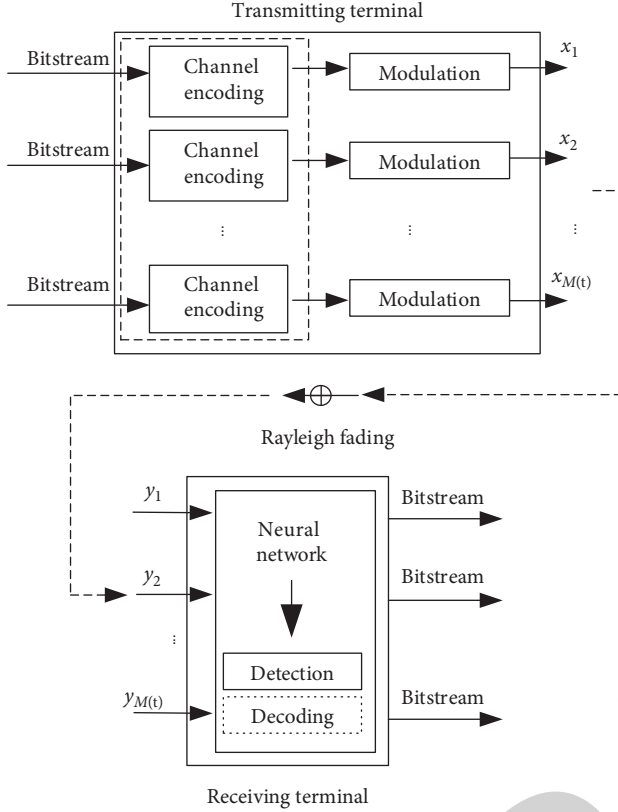 Transmitting terminal
Bitstream
Channel
encoding
Modulation
x1
Bitstream
Channel
encoding
Modulation
x2
...
...
...
Bitstream
Channel
encoding
Modulation
xM(t)
Rayleigh fading
y1
Bitstream
Neural
network
y2
Bitstream
...
Detection
yM(t)
Decoding
Bitstream
Receiving terminal